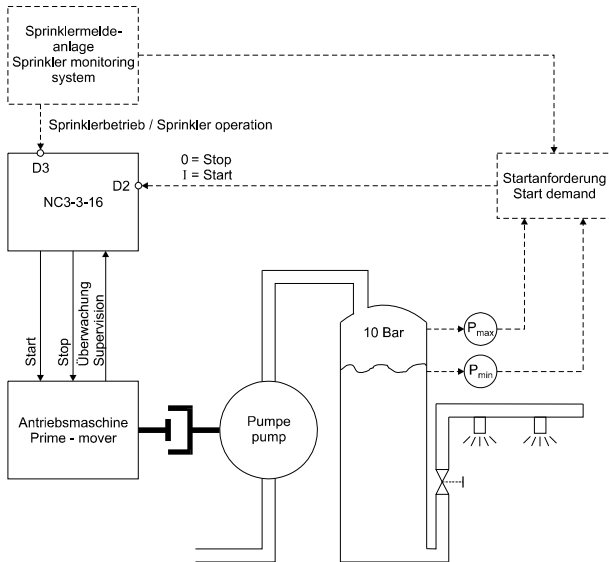 Sprinklermelde-
anlage
Sprinkler monitoring
system
Sprinklerbetrieb / Sprinkler operation
D3
D2
NC3-3-16
0 = Stop
I = Start
Startanforderung
Start demand
Start
Stop
Überwachung
Supervision
10 Bar
Pmax
Pmin
Antriebsmaschine
Prime - mover
Pumpe
pump